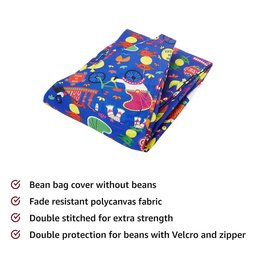 Bean bag cover without beans
Fade resistant polycanvas fabric
Double stitched for extra strength
Double protection for beans with Velcro and zipper